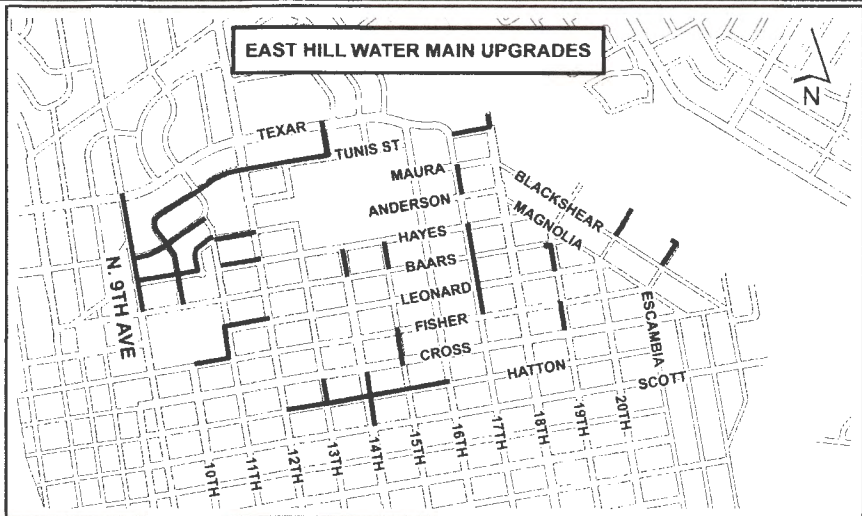 EAST HILL WATER MAIN UPGRADES
N
TEXAR
TUNIS ST
MAURA
BLACKSHEAR
ANDERSON
MAGNOLIA
HAYES
BAARS
N. 9TH AVE
LEONARD
ESCAMBIA
FISHER
CROSS
HATTON
SCOTT
10TH
11TH
12TH
13TH
14TH
15TH
16TH
17TH
18TH
19TH
20TH